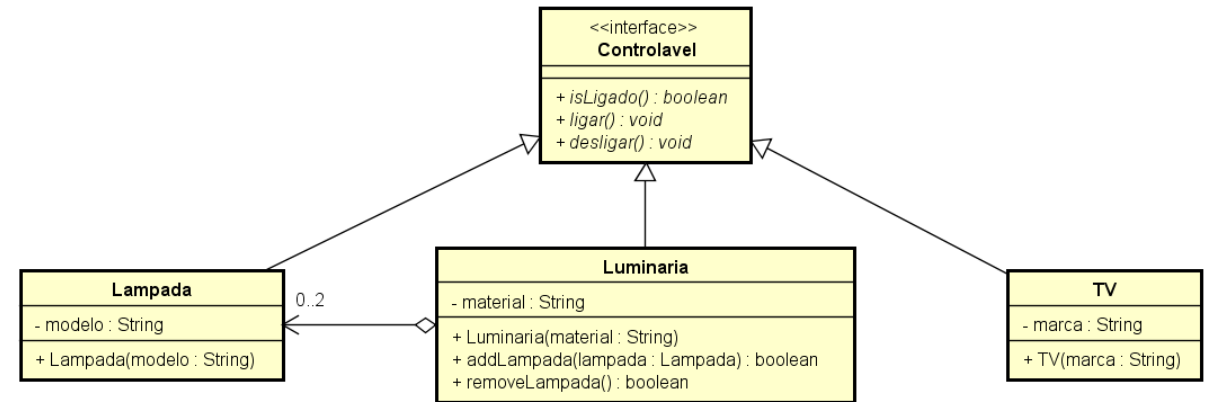 <<interface>>
Controlavel
+ isLigado() : boolean
+ ligar() : void
+ desligar() : void
Lampada
- modelo : String
+ Lampada(modelo : String)
0..2
Luminaria
- material : String
+ Luminaria(material : String)
+ addLampada(lampada : Lampada) : boolean
+ removeLampada() : boolean
TV
- marca : String
+ TV(marca : String)